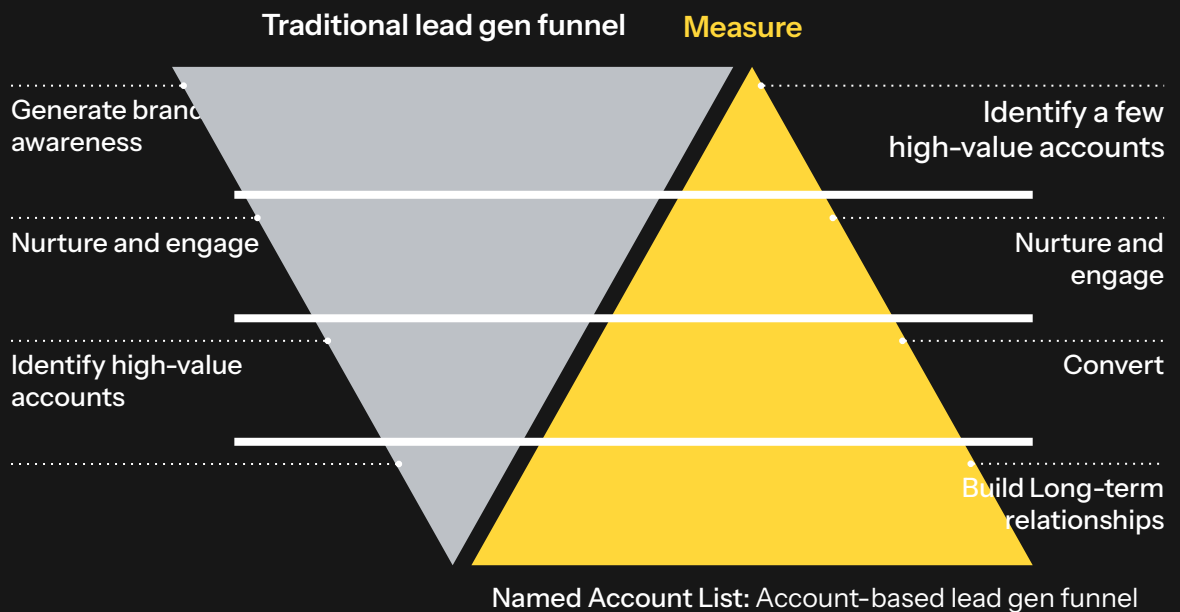 Traditional lead gen funnel
Measure
Generate brand
awareness
Nurture and engage
Identify high-value
accounts
Identify a few
high-value accounts
Nurture and
engage
Convert
Build Long-term
relationships
Named Account List: Account-based lead gen funnel